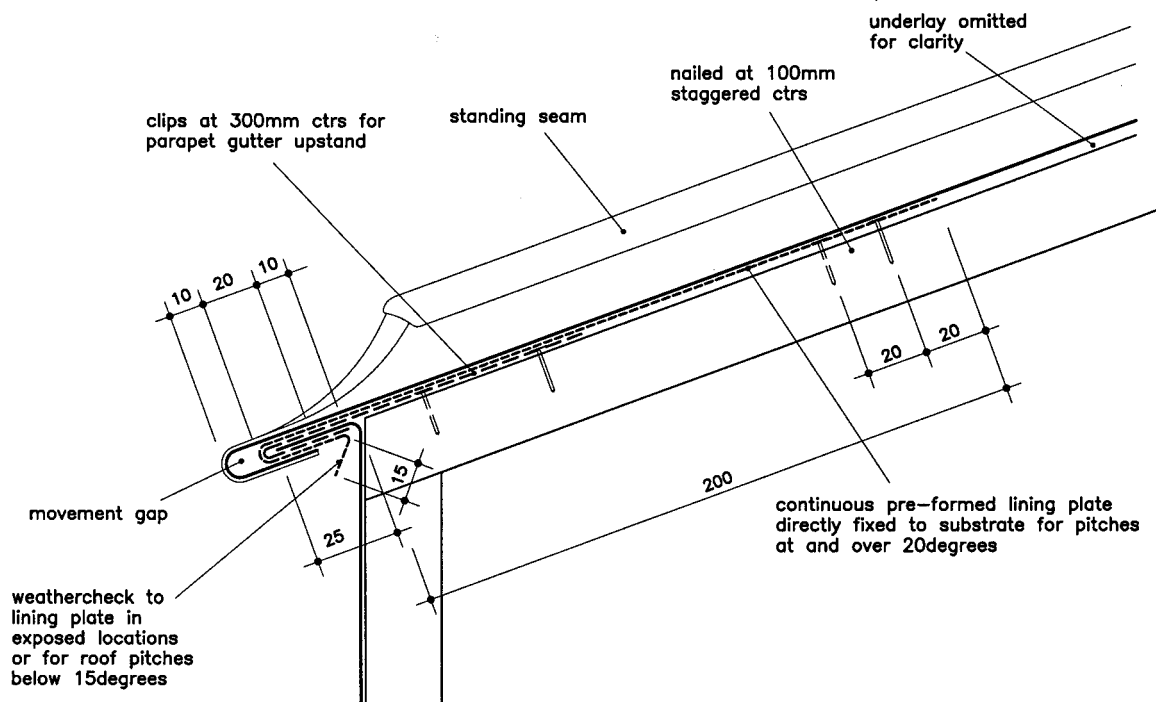 underlay omitted
for clarity
nailed at 100mm
staggered ctrs
standing seam
clips at 300mm ctrs for
parapet gutter upstand
10
20
10
20
20
15
200
25
movement gap
continuous pre-formed lining plate
directly fixed to substrate for pitches
at and over 20degrees
weathercheck to
lining plate in
exposed locations
or for roof pitches
below 15degrees